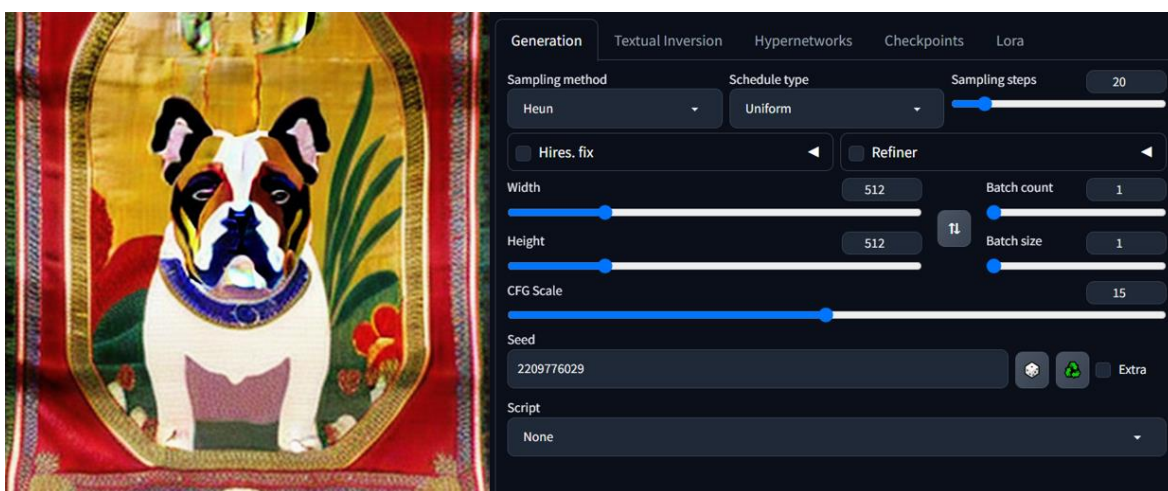 Generation Textual Inversion Hypernetworks Checkpoints Lora
Sampling method Schedule type Sampling steps 20
Heun Uniform
Hires. fix Refiner
Width 512 Batch count 1
Height 512 Batch size 1
CFG Scale 15
Seed
2209776029 Extra
Script
None